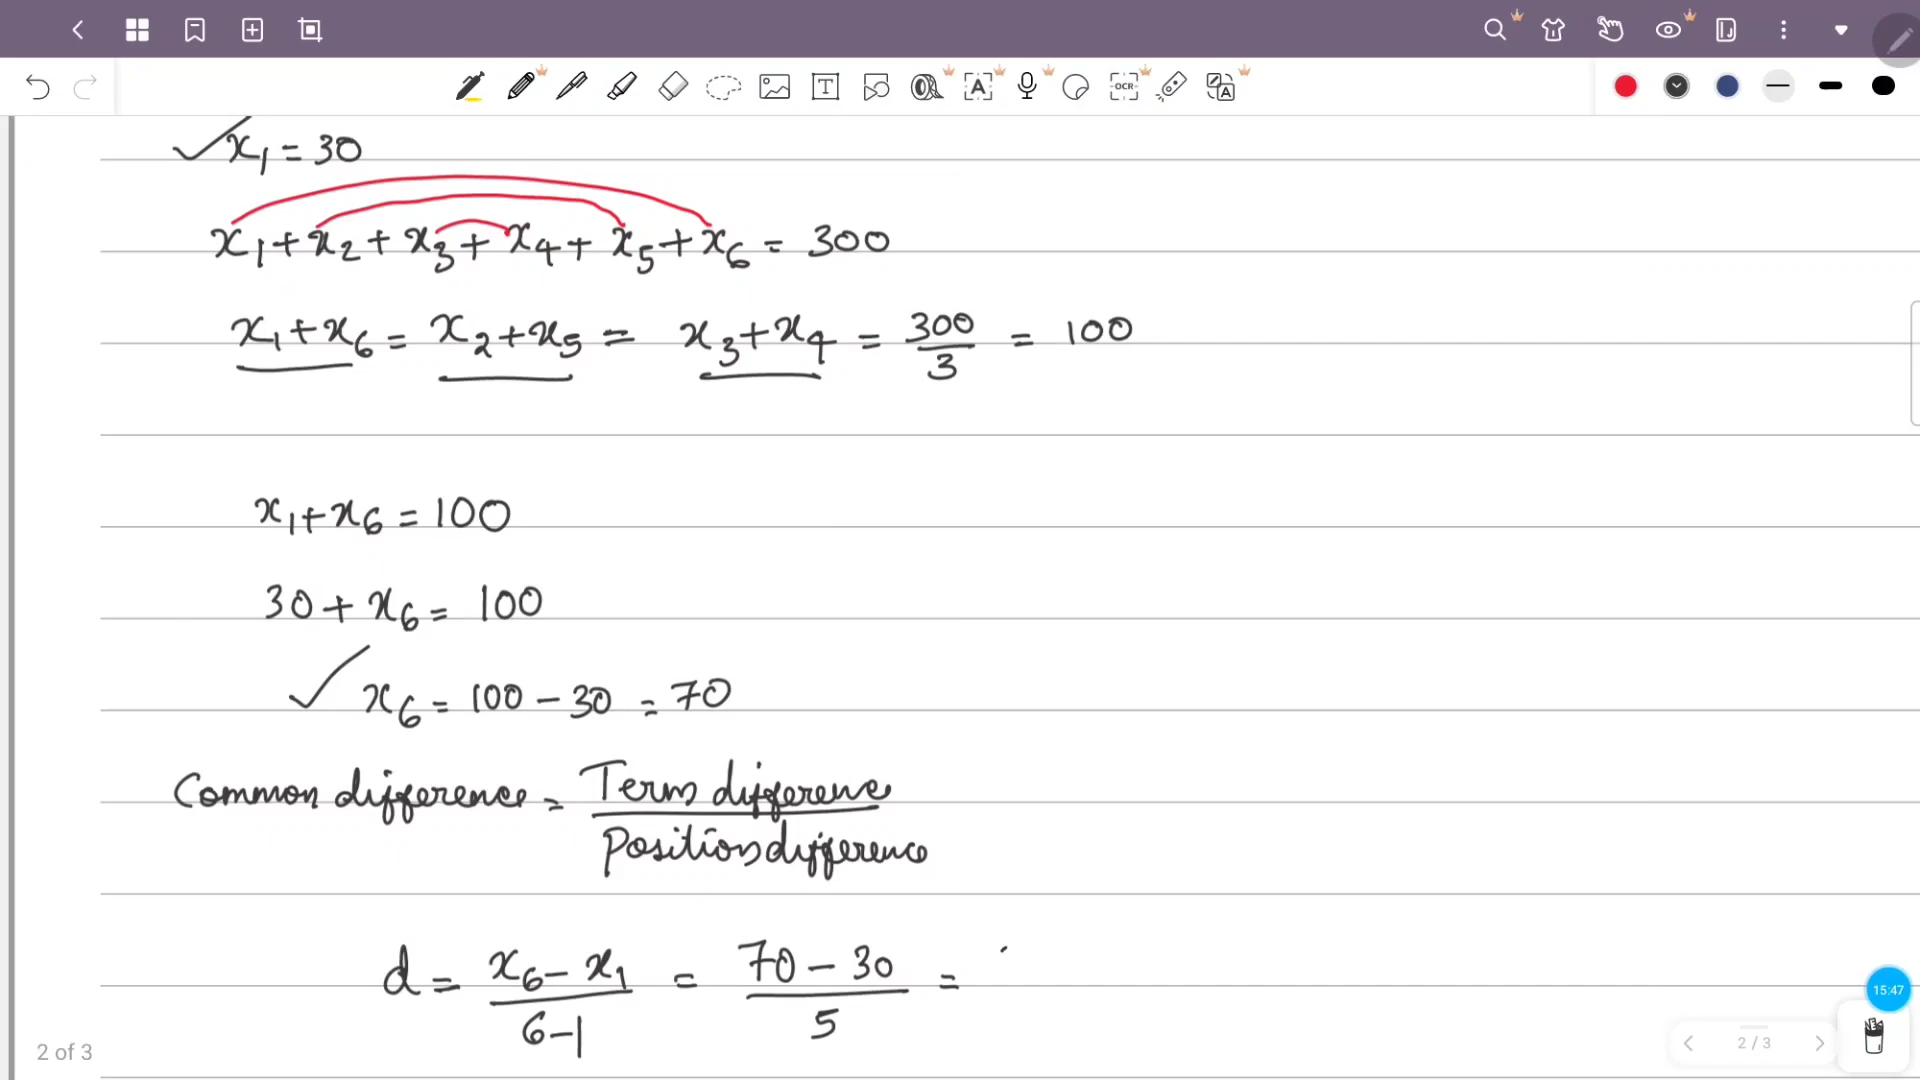 T
A
OCR
A
✓ x₁ = 30
x₁ + x₂ + x₃ + x₄ + x₅ + x₆ = 300
x₁ + x₆ = x₂ + x₅ = x₃ + x₄ = 300/3 = 100
x₁ + x₆ = 100
30 + x₆ = 100
✓ x₆ = 100 - 30 = 70
Common difference = Term difference / Position difference
d = (x₆ - x₁)/(6-1) = (70 - 30)/5 =
15:47
2 of 3
2 / 3